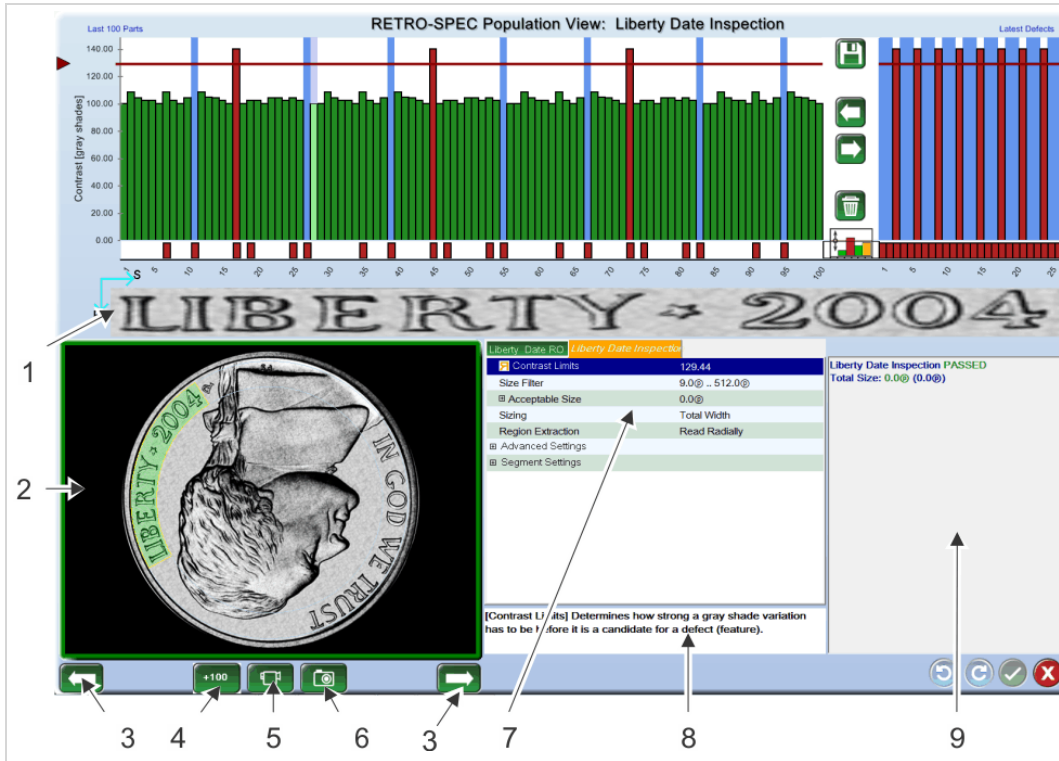 RETRO-SPEC Population View: Liberty Date Inspection
Last 100 Parts
Latest Defects
140.00
120.00
100.00
80.00
60.00
40.00
20.00
0.00
Contrast [gray shades]
5 10 15 20 25 30 35 40 45 50 55 60 65 70 75 80 85 90 95 100
1 5 10 15 20 25
S
LIBERTY 2004
1
Liberty Date RO Liberty Date Inspection
Contrast Limits 129.44
Size Filter 9.0 .. 512.0
Acceptable Size 0.0
Sizing Total Width
Region Extraction Read Radially
Advanced Settings
Segment Settings
Liberty Date Inspection PASSED
Total Size: 0.0 (0.0)
LIBERTY 2004
IN GOD WE TRUST
2
[Contrast Limits] Determines how strong a gray shade variation
has to be before it is a candidate for a defect (feature).
+100
3 4 5 6 3 7 8 9